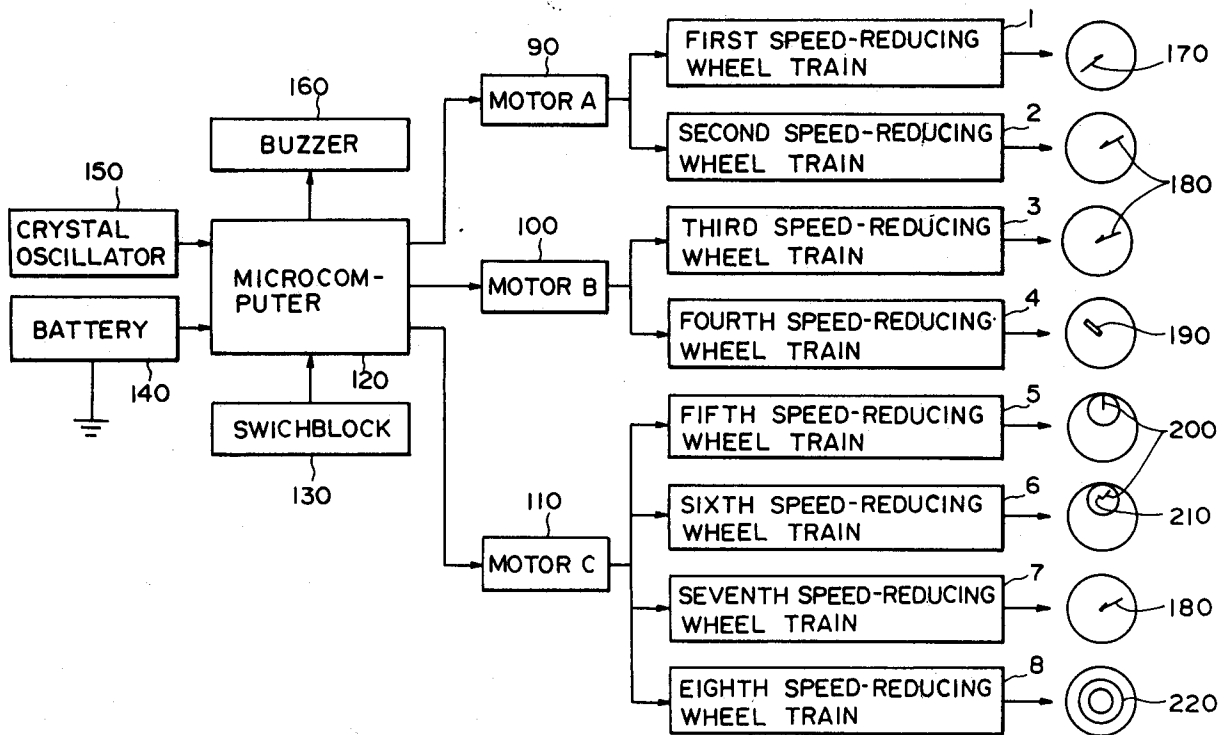 1
FIRST SPEED-REDUCING
WHEEL TRAIN
170
90
MOTOR A
160
BUZZER
2
SECOND SPEED-REDUCING
WHEEL TRAIN
180
150
CRYSTAL
OSCILLATOR
3
THIRD SPEED-REDUCING
WHEEL TRAIN
100
MOTOR B
MICROCOM-
PUTER
120
BATTERY
140
4
FOURTH SPEED-REDUCING
WHEEL TRAIN
190
SWICHBLOCK
130
5
FIFTH SPEED-REDUCING
WHEEL TRAIN
200
110
MOTOR C
6
SIXTH SPEED-REDUCING
WHEEL TRAIN
210
7
SEVENTH SPEED-REDUCING
WHEEL TRAIN
180
8
EIGHTH SPEED-REDUCING
WHEEL TRAIN
220